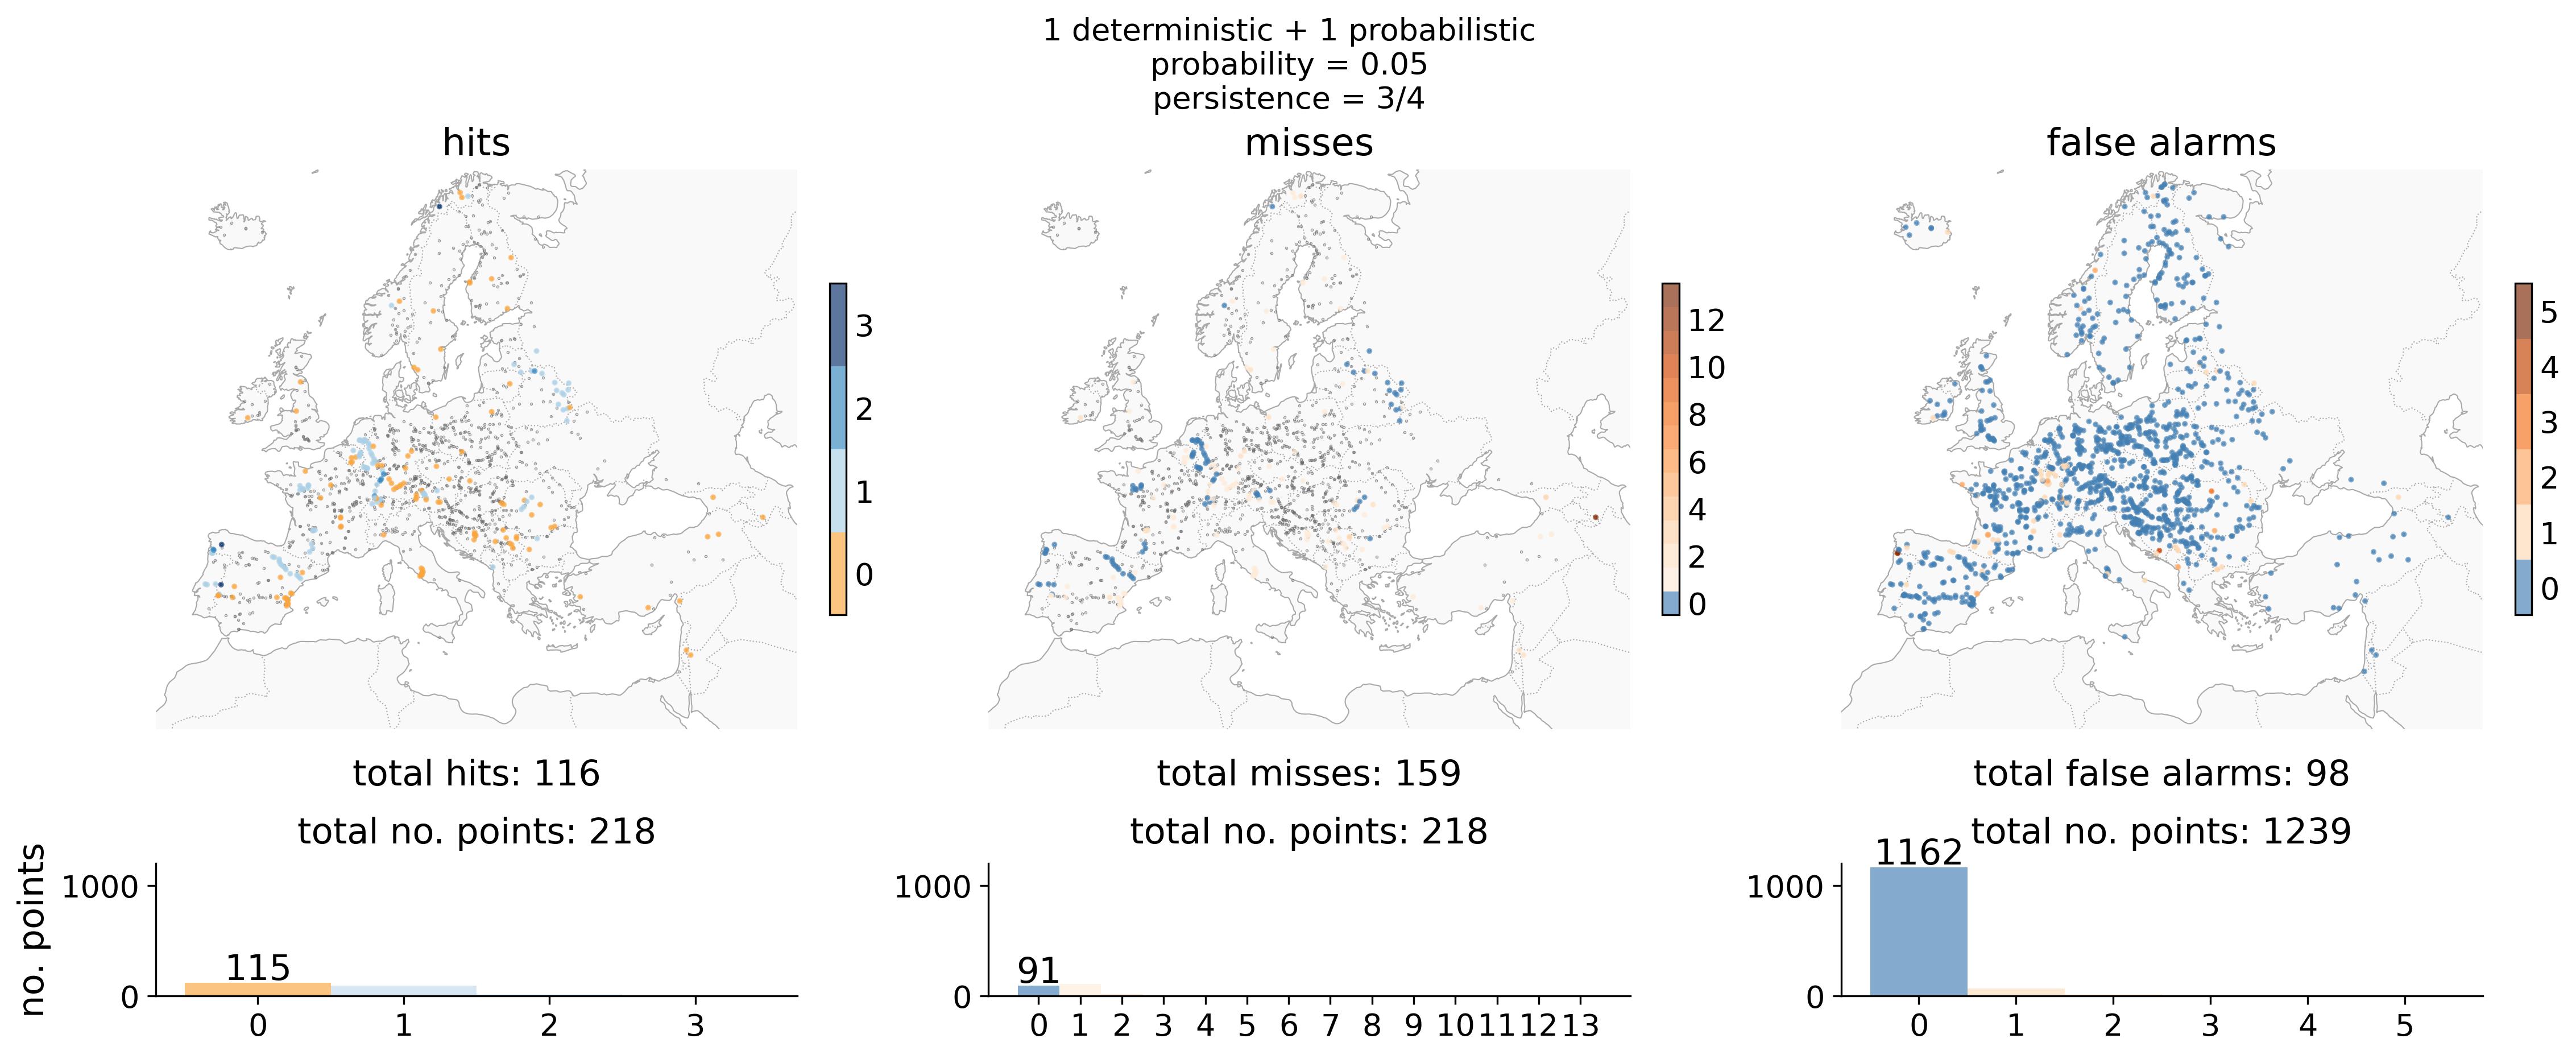 1 deterministic + 1 probabilistic
probability = 0.05
persistence = 3/4
hits
misses
false alarms
3
2
1
0
12
10
8
6
4
2
0
5
4
3
2
1
0
total hits: 116
total misses: 159
total false alarms: 98
total no. points: 218
total no. points: 218
total no. points: 1239
no. points
1000
0
115
0 1 2 3
1000
0
91
0 1 2 3 4 5 6 7 8 9 10 11 12 13
1000
0
1162
0 1 2 3 4 5